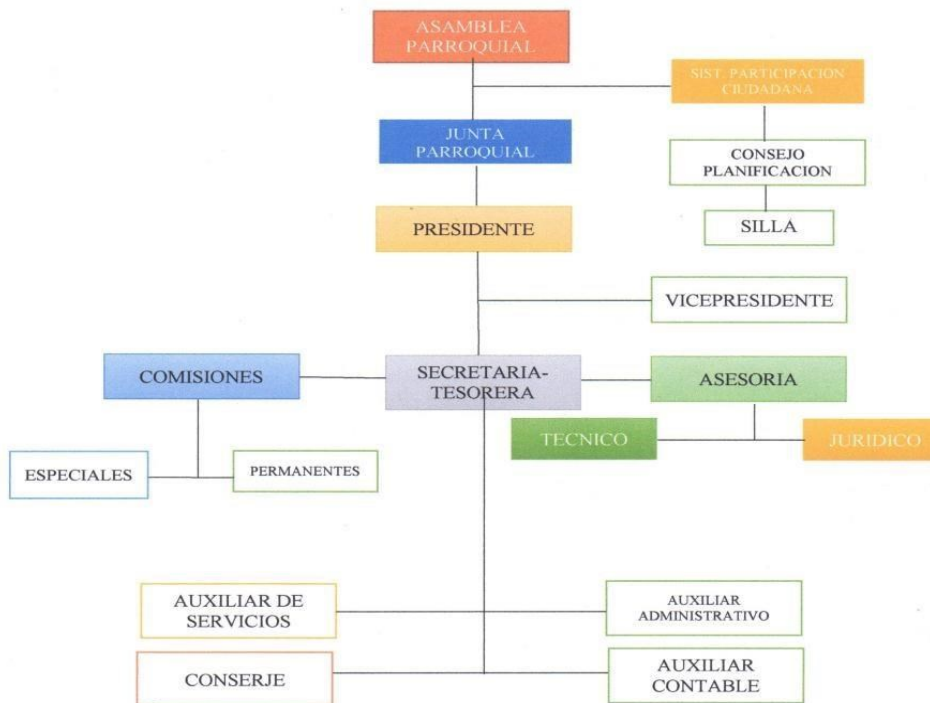 ASAMBLEA
PARROQUIAL
SIST. PARTICIPACION
CIUDADANA
JUNTA
PARROQUIAL
CONSEJO
PLANIFICACION
SILLA
PRESIDENTE
VICEPRESIDENTE
COMISIONES
SECRETARIA-
TESORERA
ASESORIA
TECNICO
JURIDICO
ESPECIALES
PERMANENTES
AUXILIAR DE
SERVICIOS
AUXILIAR
ADMINISTRATIVO
CONSERJE
AUXILIAR
CONTABLE